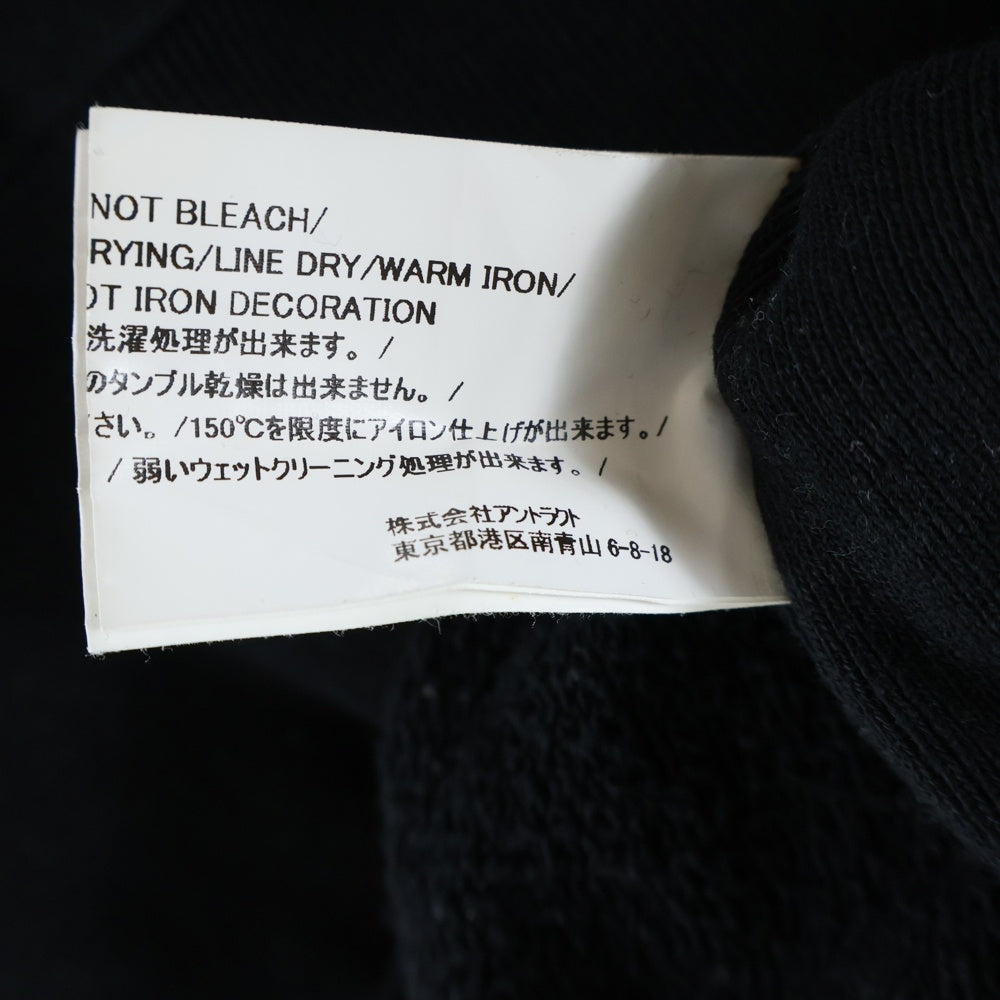 NOT BLEACH/
RYING/LINE DRY/WARM IRON/
OT IRON DECORATION
洗濯処理が出来ます。/
のタンブル乾燥は出来ません。/
さい。/150℃を限度にアイロン仕上げが出来ます。/
/ 弱いウェットクリーニング処理が出来ます。/
株式会社アントラクト
東京都港区南青山 6-8-18